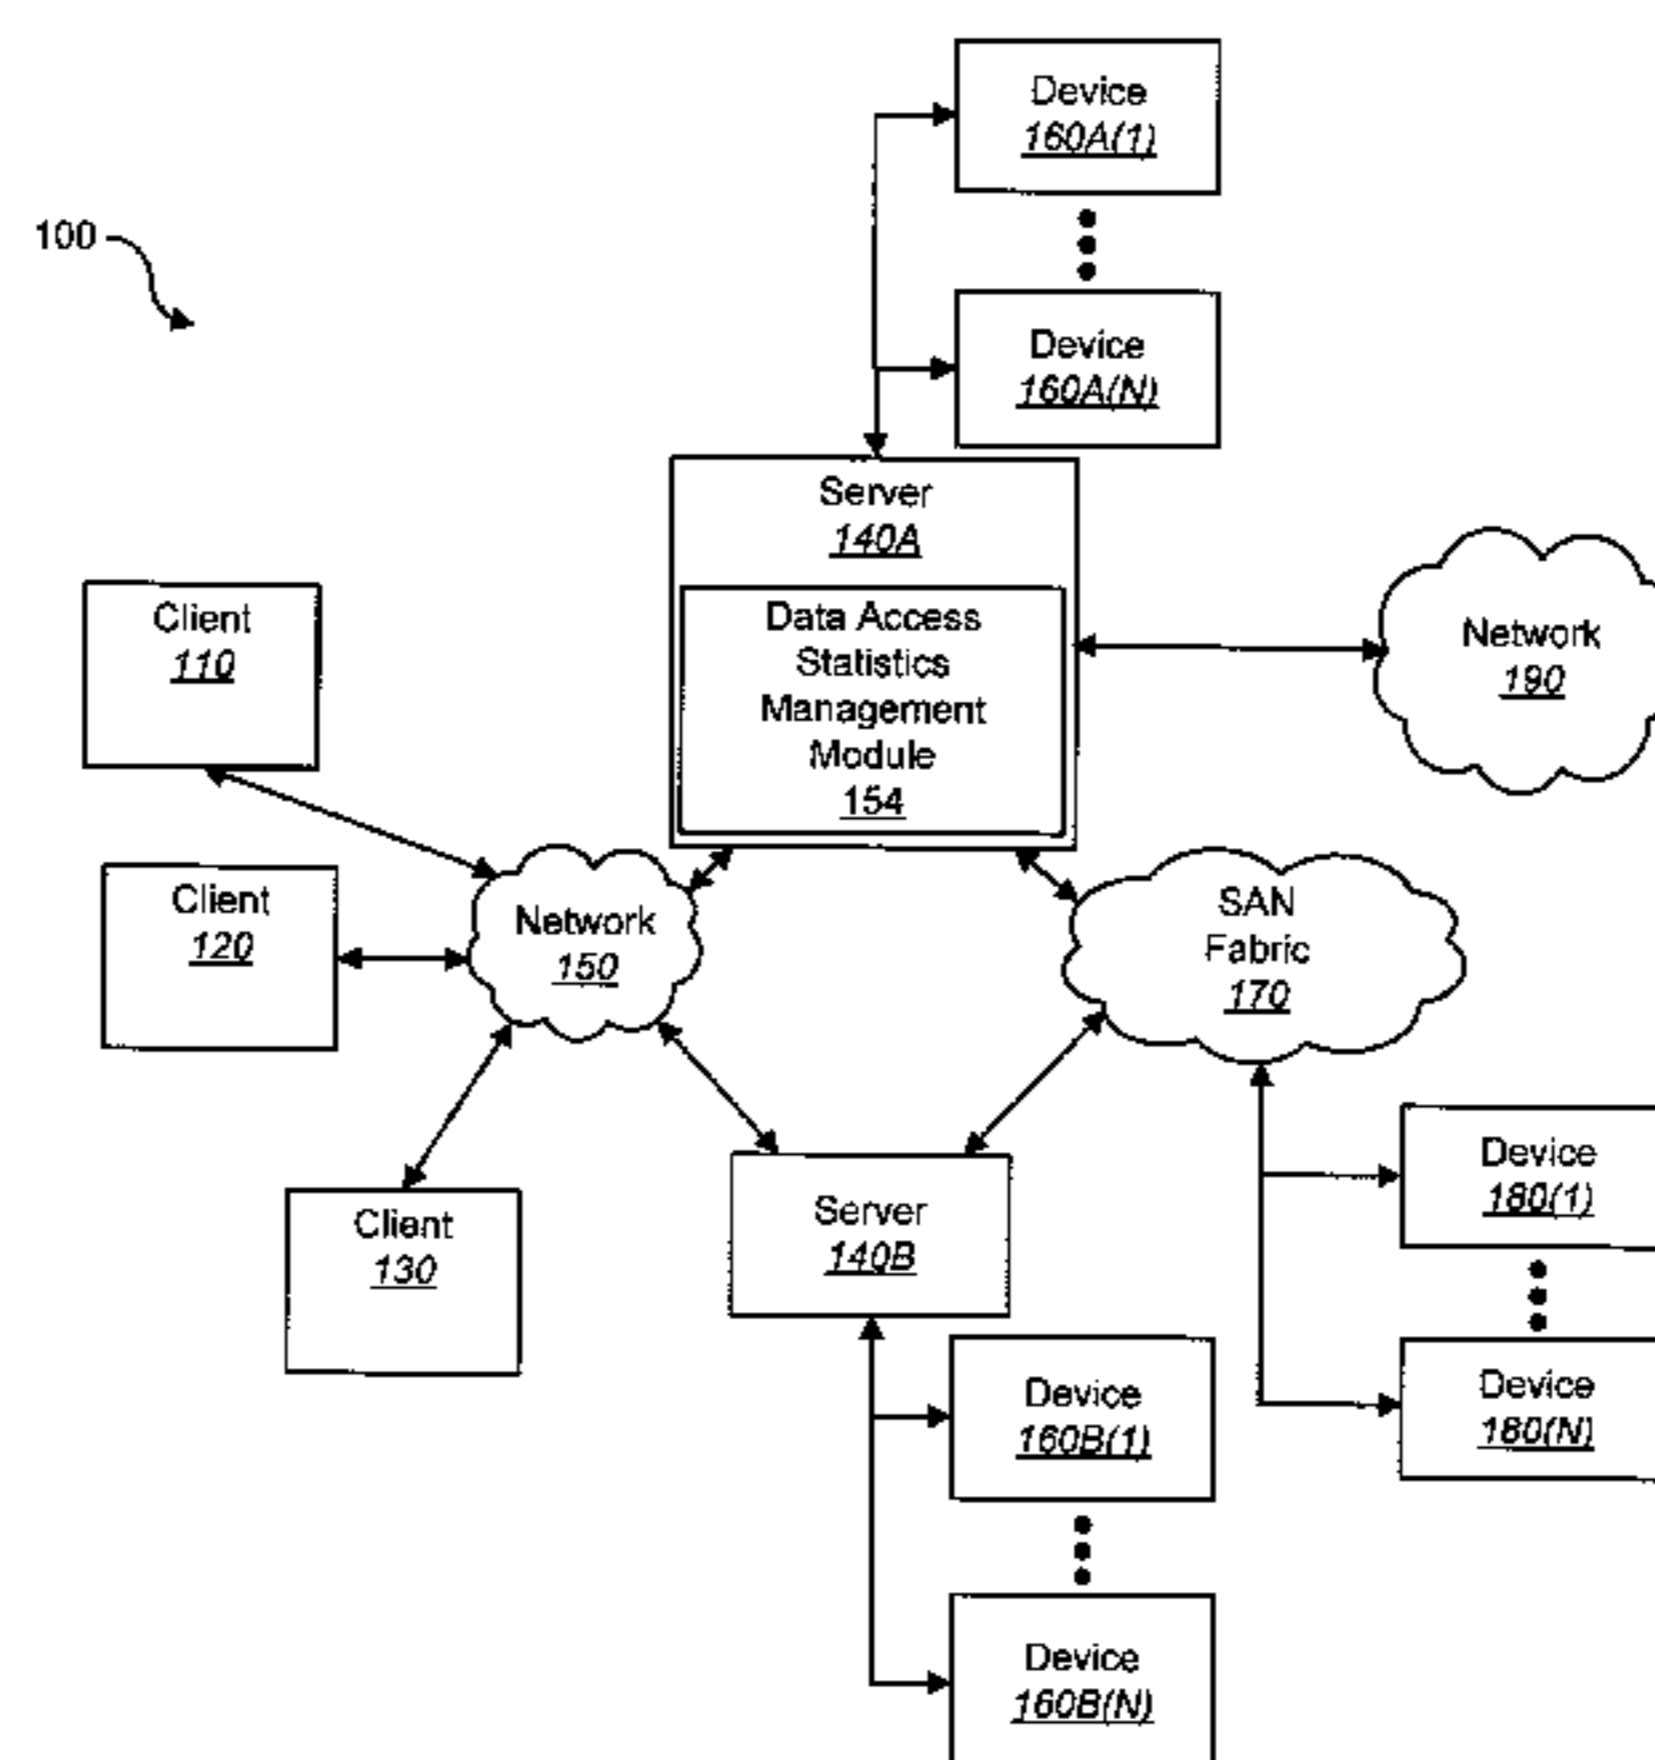 Device
160A(1)
100
Device
160A(N)
Server
140A
Data Access
Statistics
Management
Module
154
Network
190
Client
110
Client
120
Network
150
SAN
Fabric
170
Client
130
Server
140B
Device
180(1)
Device
180(N)
Device
160B(1)
Device
160B(N)